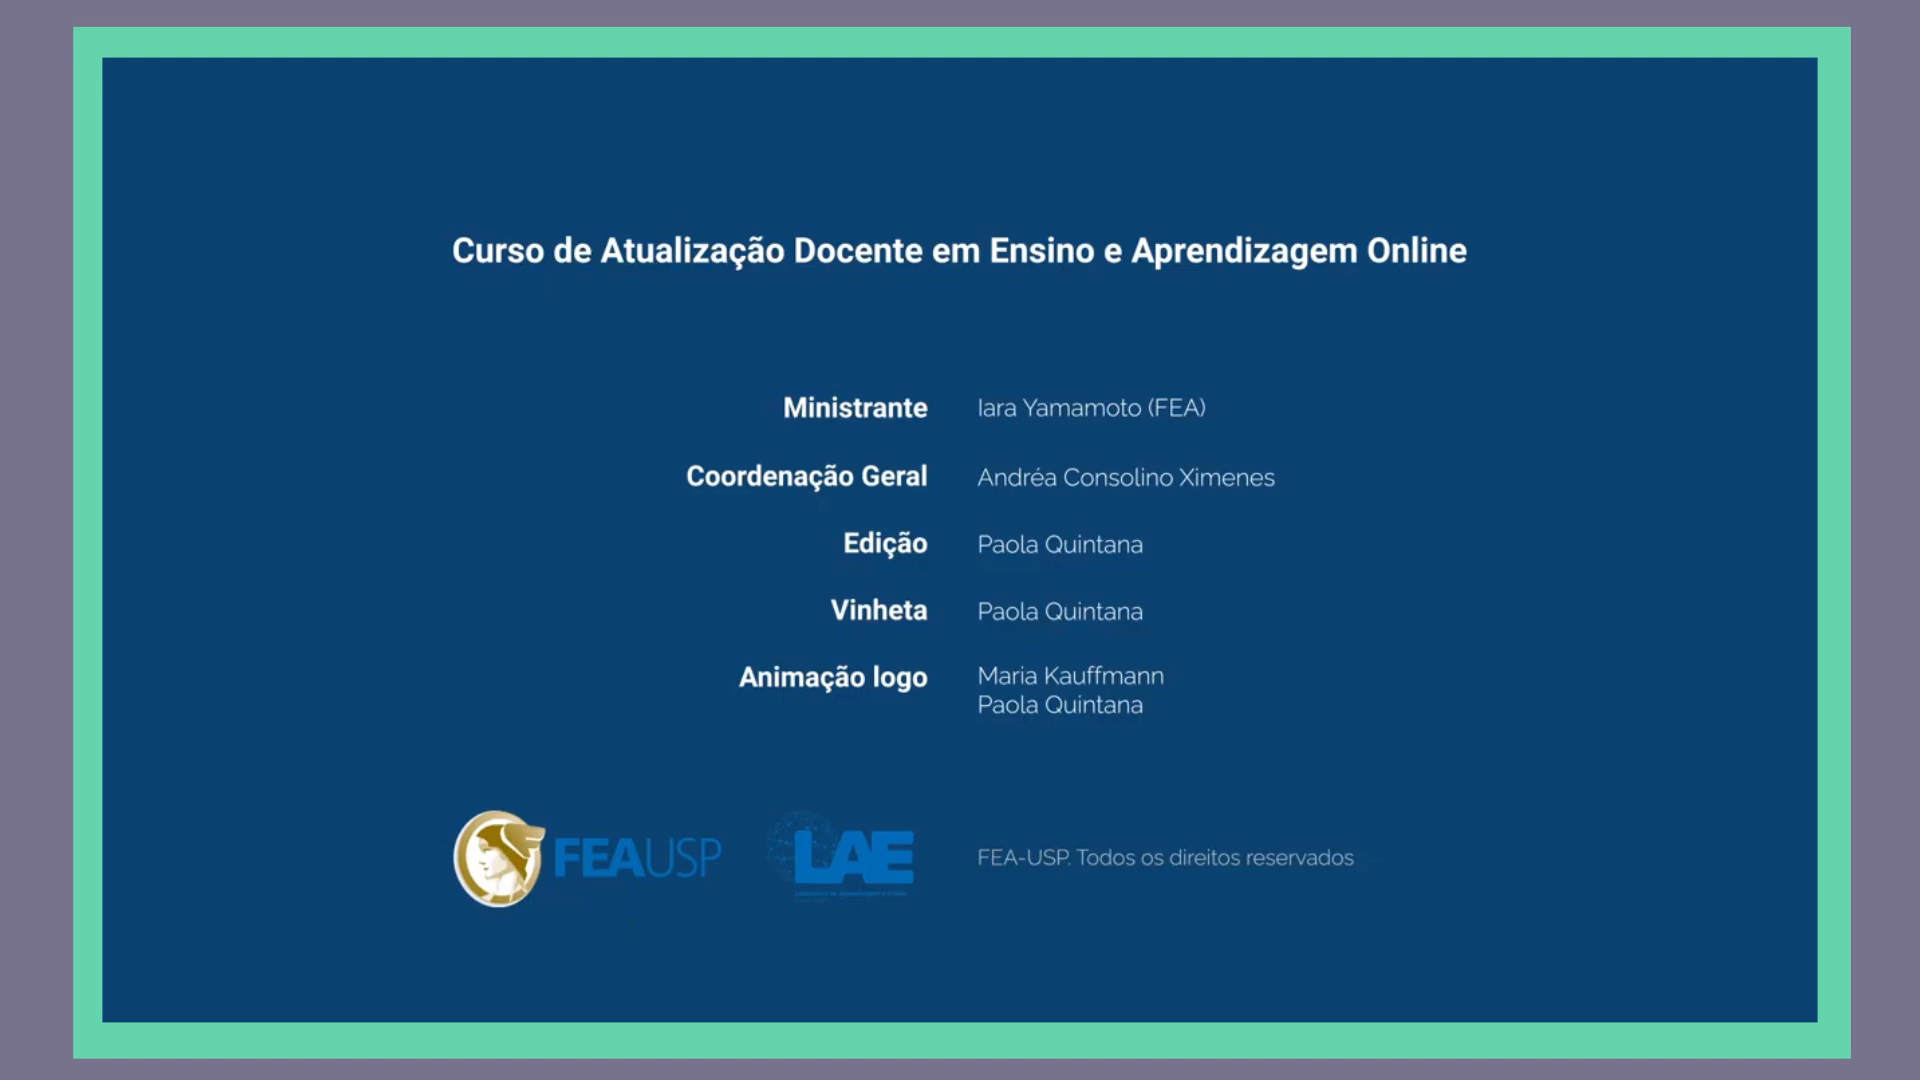 Curso de Atualização Docente em Ensino e Aprendizagem Online
Ministrante Iara Yamamoto (FEA)
Coordenação Geral Andréa Consolino Ximenes
Edição Paola Quintana
Vinheta Paola Quintana
Animação logo Maria Kauffmann
Paola Quintana
FEAUSP LAE FEA-USP. Todos os direitos reservados